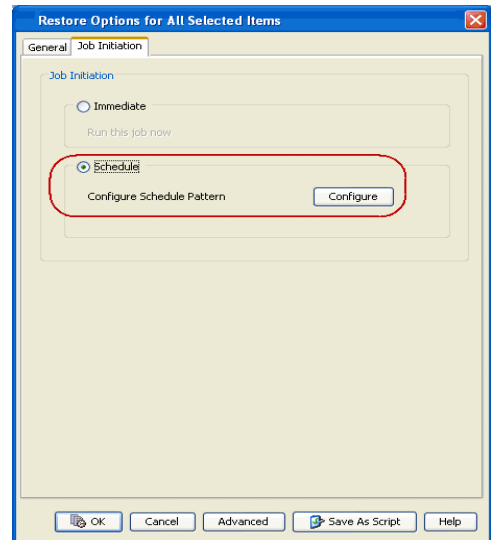 Restore Options for All Selected Items
General Job Initiation
Job Initiation
Immediate
Run this job now
Schedule
Configure Schedule Pattern Configure
OK Cancel Advanced Save As Script Help